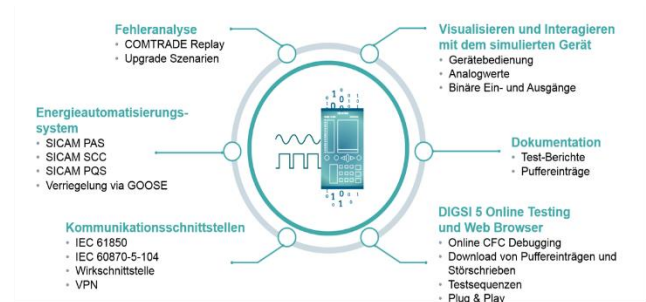 Fehleranalyse
• COMTRADE Replay
• Upgrade Szenarien
Energieautomatisierungs-
system
• SICAM PAS
• SICAM SCC
• SICAM PQS
• Verriegelung via GOOSE
Kommunikationsschnittstellen
• IEC 61850
• IEC 60870-5-104
• Wirkschnittstelle
• VPN
Visualisieren und Interagieren
mit dem simulierten Gerät
• Gerätebedienung
• Analogwerte
• Binäre Ein- und Ausgänge
Dokumentation
• Test-Berichte
• Puffereinträge
DIGSI 5 Online Testing
und Web Browser
• Online CFC Debugging
• Download von Puffereinträgen und
Störschrieben
• Testsequenzen
• Plug & Play